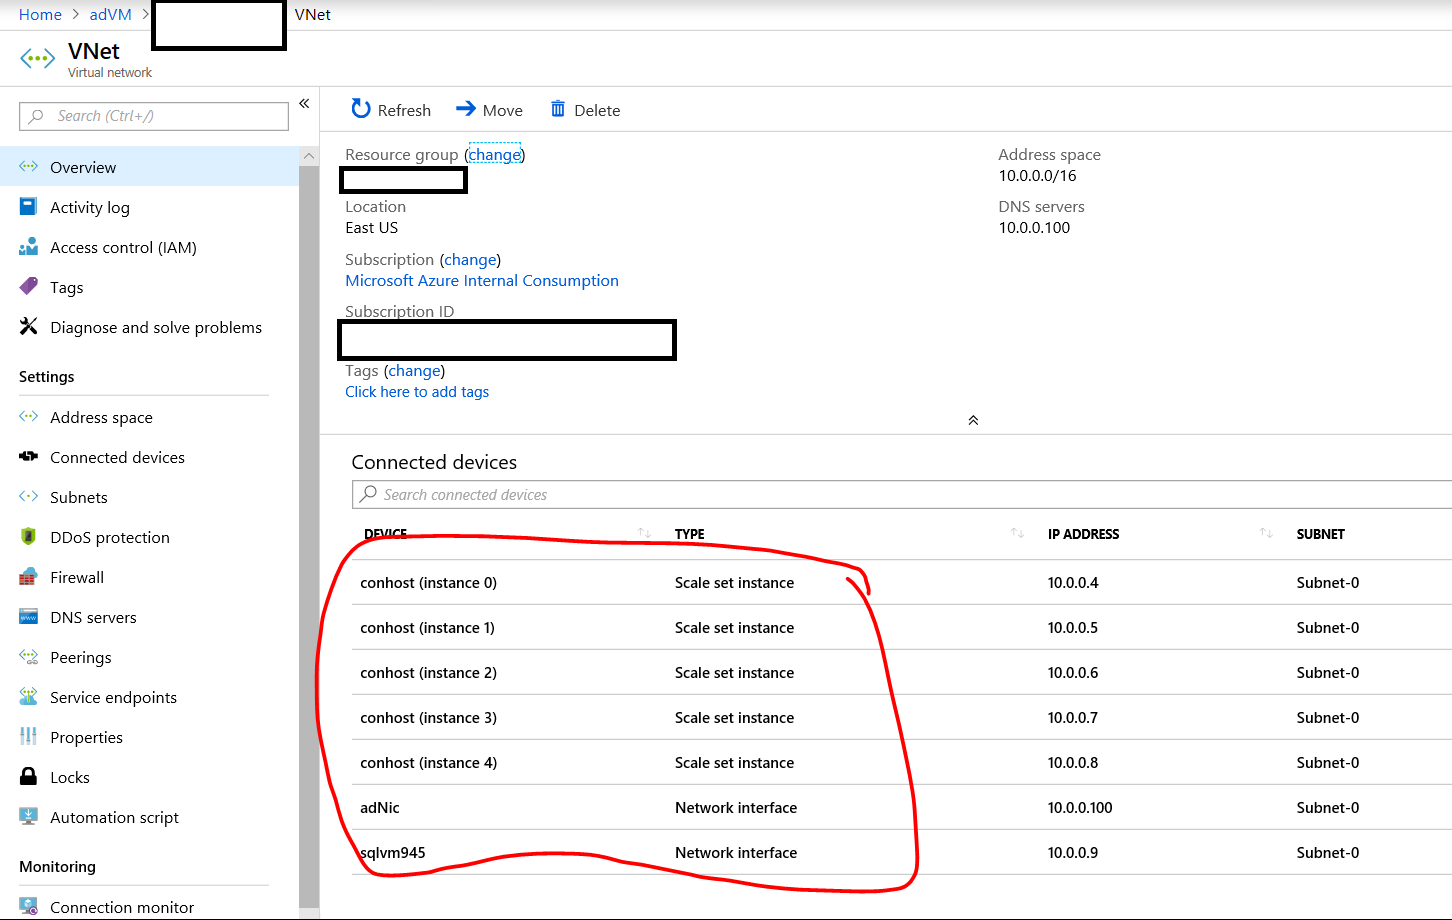 Home > adVM > VNet
VNet
Virtual network
Search (Ctrl+/)
Overview
Activity log
Access control (IAM)
Tags
Diagnose and solve problems
Settings
Address space
Connected devices
Subnets
DDoS protection
Firewall
DNS servers
Peerings
Service endpoints
Properties
Locks
Automation script
Monitoring
Connection monitor
Refresh Move Delete
Resource group (change)
Location
East US
Subscription (change)
Microsoft Azure Internal Consumption
Subscription ID
Tags (change)
Click here to add tags
Address space
10.0.0.0/16
DNS servers
10.0.0.100
Connected devices
Search connected devices
DEVICE TYPE IP ADDRESS SUBNET
conhost (instance 0) Scale set instance 10.0.0.4 Subnet-0
conhost (instance 1) Scale set instance 10.0.0.5 Subnet-0
conhost (instance 2) Scale set instance 10.0.0.6 Subnet-0
conhost (instance 3) Scale set instance 10.0.0.7 Subnet-0
conhost (instance 4) Scale set instance 10.0.0.8 Subnet-0
adNic Network interface 10.0.0.100 Subnet-0
sqlvm945 Network interface 10.0.0.9 Subnet-0